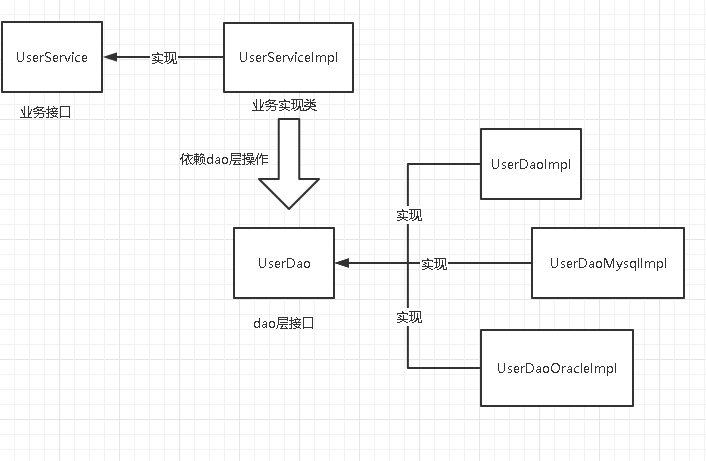 UserService
实现
UserServiceImpl
业务接口
业务实现类
依赖dao层操作
UserDaoImpl
实现
UserDao
实现
UserDaoMysqlImpl
dao层接口
实现
UserDaoOracleImpl